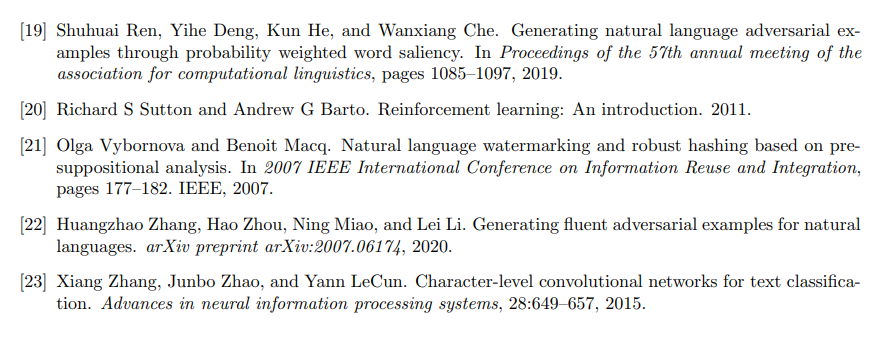 [19] Shuhuai Ren, Yihe Deng, Kun He, and Wanxiang Che. Generating natural language adversarial ex-
amples through probability weighted word saliency. In Proceedings of the 57th annual meeting of the
association for computational linguistics, pages 1085–1097, 2019.
[20] Richard S Sutton and Andrew G Barto. Reinforcement learning: An introduction. 2011.
[21] Olga Vybornova and Benoit Macq. Natural language watermarking and robust hashing based on pre-
suppositional analysis. In 2007 IEEE International Conference on Information Reuse and Integration,
pages 177–182. IEEE, 2007.
[22] Huangzhao Zhang, Hao Zhou, Ning Miao, and Lei Li. Generating fluent adversarial examples for natural
languages. arXiv preprint arXiv:2007.06174, 2020.
[23] Xiang Zhang, Junbo Zhao, and Yann LeCun. Character-level convolutional networks for text classifica-
tion. Advances in neural information processing systems, 28:649–657, 2015.